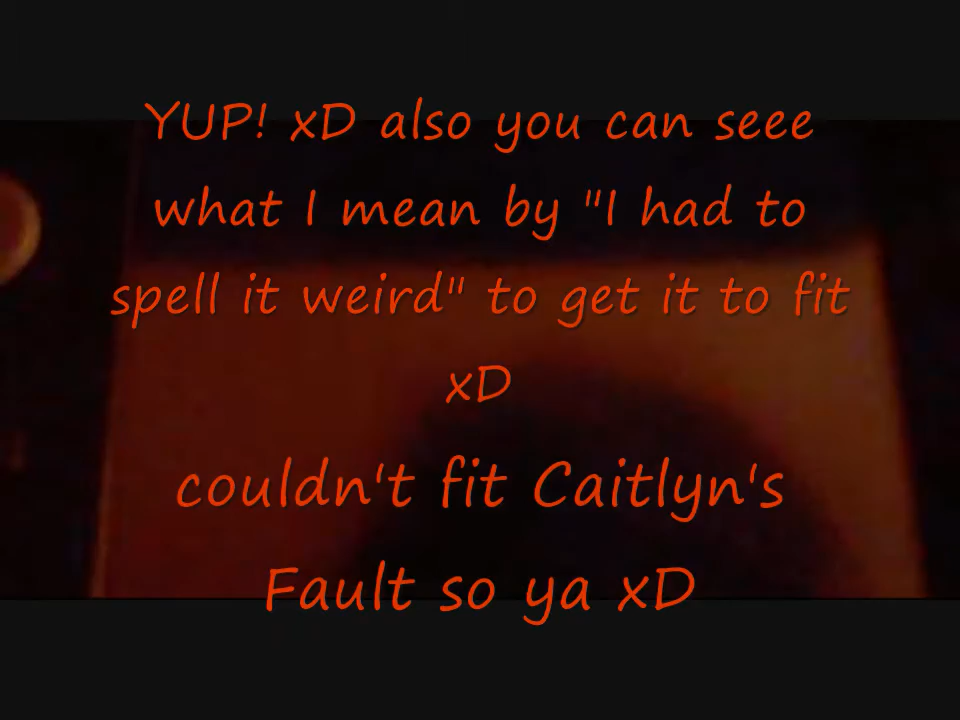 YUP! xD also you can seee
what I mean by "I had to
spell it weird" to get it to fit
xD
couldn't fit Caitlyn's
Fault so ya xD